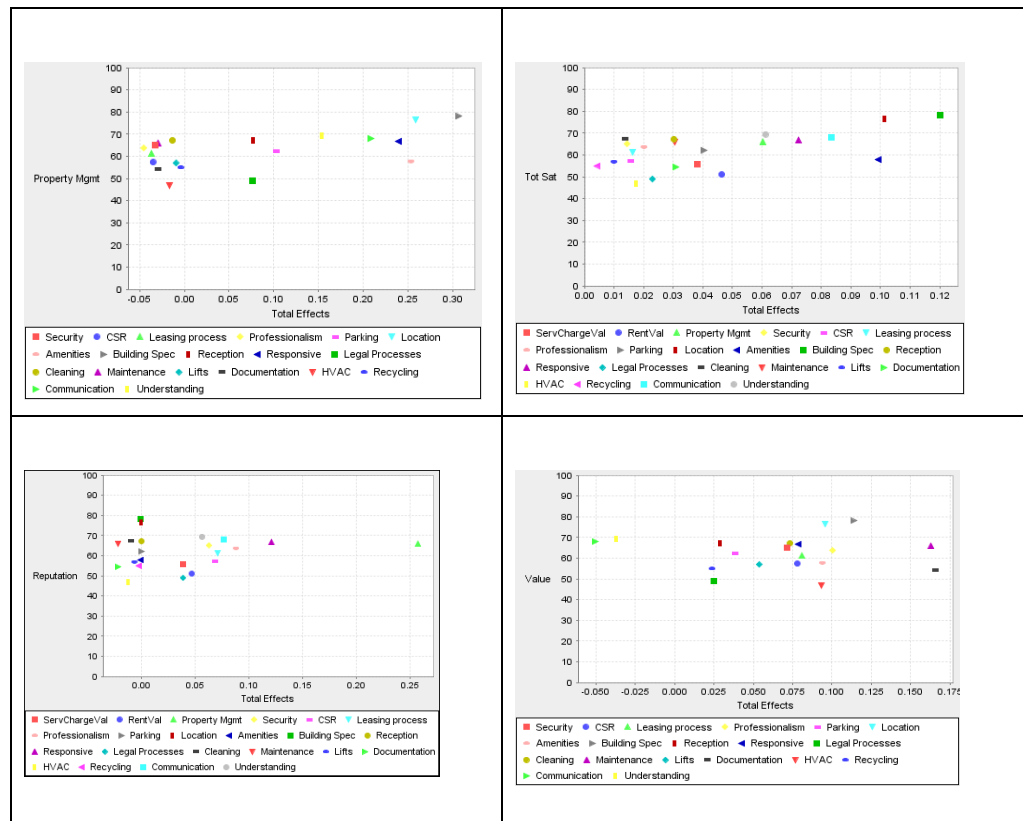 100
90
80
70
60
Property Mgmt 50
40
30
20
10
0
-0.05 0.00 0.05 0.10 0.15 0.20 0.25 0.30
Total Effects
Security CSR Leasing process Professionalism Parking Location
Amenities Building Spec Reception Responsive Legal Processes
Cleaning Maintenance Lifts Documentation HVAC Recycling
Communication Understanding
100
90
80
70
60
Tot Sat 50
40
30
20
10
0
0.00 0.01 0.02 0.03 0.04 0.05 0.06 0.07 0.08 0.09 0.10 0.11 0.12
Total Effects
ServChargeVal RentVal Property Mgmt Security CSR Leasing process
Professionalism Parking Location Amenities Building Spec Reception
Responsive Legal Processes Cleaning Maintenance Lifts Documentation
HVAC Recycling Communication Understanding
100
90
80
70
60
Reputation 50
40
30
20
10
0
0.00 0.05 0.10 0.15 0.20 0.25
Total Effects
ServChargeVal RentVal Property Mgmt Security CSR Leasing process
Professionalism Parking Location Amenities Building Spec Reception
Responsive Legal Processes Cleaning Maintenance Lifts Documentation
HVAC Recycling Communication Understanding
100
90
80
70
60
Value 50
40
30
20
10
0
-0.050 -0.025 0.000 0.025 0.050 0.075 0.100 0.125 0.150 0.175
Total Effects
Security CSR Leasing process Professionalism Parking Location
Amenities Building Spec Reception Responsive Legal Processes
Cleaning Maintenance Lifts Documentation HVAC Recycling
Communication Understanding